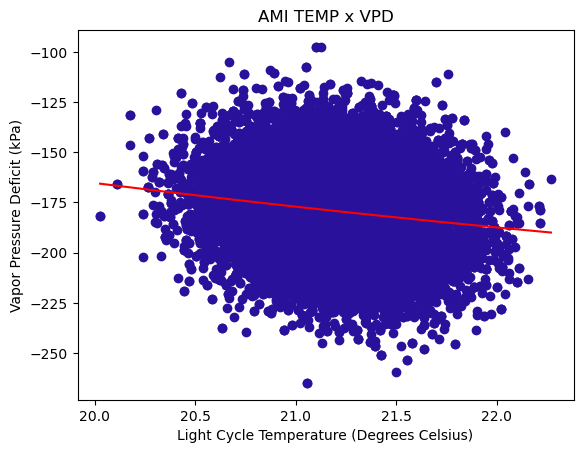 AMI TEMP x VPD
Vapor Pressure Deficit (kPa)
−100
−125
−150
−175
−200
−225
−250
20.0 20.5 21.0 21.5 22.0
Light Cycle Temperature (Degrees Celsius)